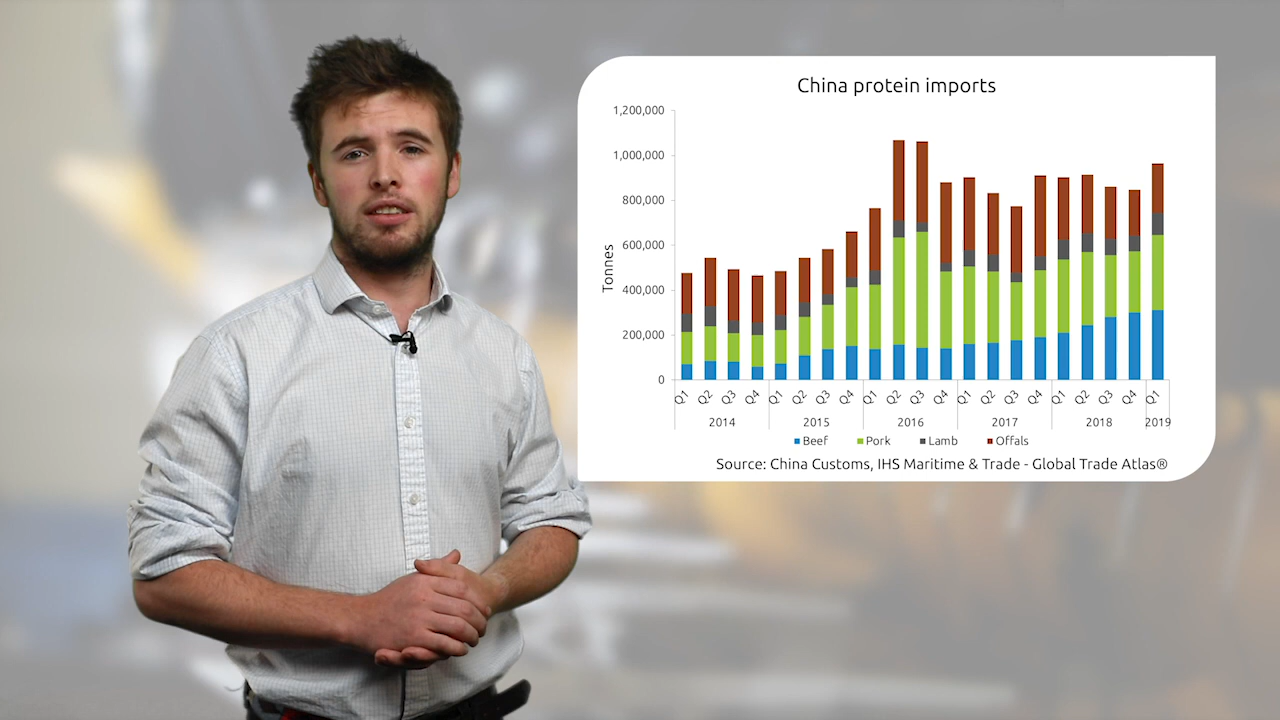 China protein imports
1,200,000
1,000,000
800,000
600,000
400,000
200,000
0
Tonnes
Q1 Q2 Q3 Q4 Q1 Q2 Q3 Q4 Q1 Q2 Q3 Q4 Q1 Q2 Q3 Q4 Q1 Q2 Q3 Q4 Q1
2014 2015 2016 2017 2018 2019
Beef Pork Lamb Offals
Source: China Customs, IHS Maritime & Trade - Global Trade Atlas®